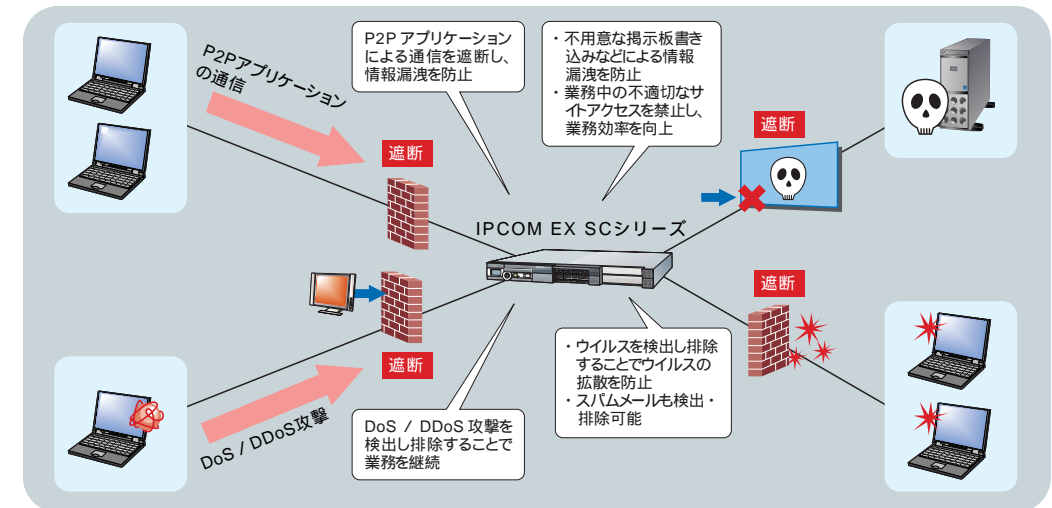 P2Pアプリケーション
の通信
P2P アプリケーション
による通信を遮断し、
情報漏洩を防止
・不用意な掲示板書き
込みなどによる情報
漏洩を防止
・業務中の不適切なサ
イトアクセスを禁止し、
業務効率を向上
遮断
遮断
IPCOM EX SCシリーズ
遮断
遮断
DoS / DDoS攻撃
DoS / DDoS 攻撃を
検出し排除することで
業務を継続
・ウイルスを検出し排除
することでウイルスの
拡散を防止
・スパムメールも検出・
排除可能